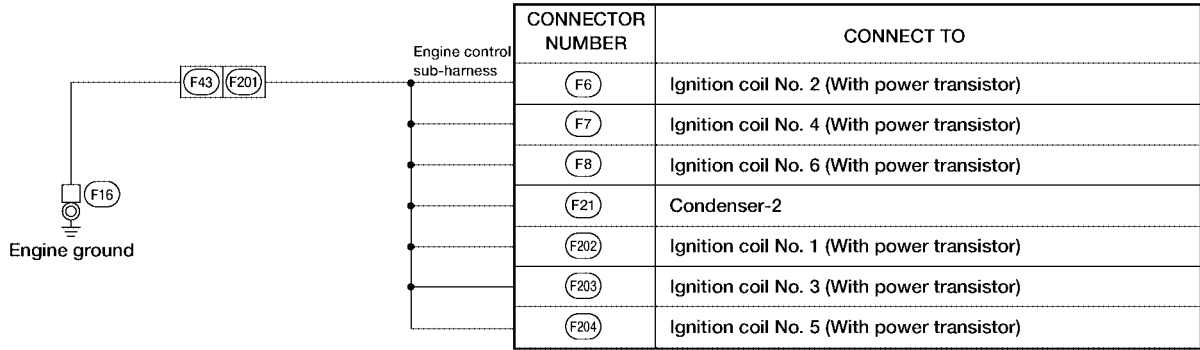 CONNECTOR
NUMBER
CONNECT TO
Engine control
sub-harness
F43 F201
F6 Ignition coil No. 2 (With power transistor)
F7 Ignition coil No. 4 (With power transistor)
F8 Ignition coil No. 6 (With power transistor)
F16
F21 Condenser-2
Engine ground
F202 Ignition coil No. 1 (With power transistor)
F203 Ignition coil No. 3 (With power transistor)
F204 Ignition coil No. 5 (With power transistor)